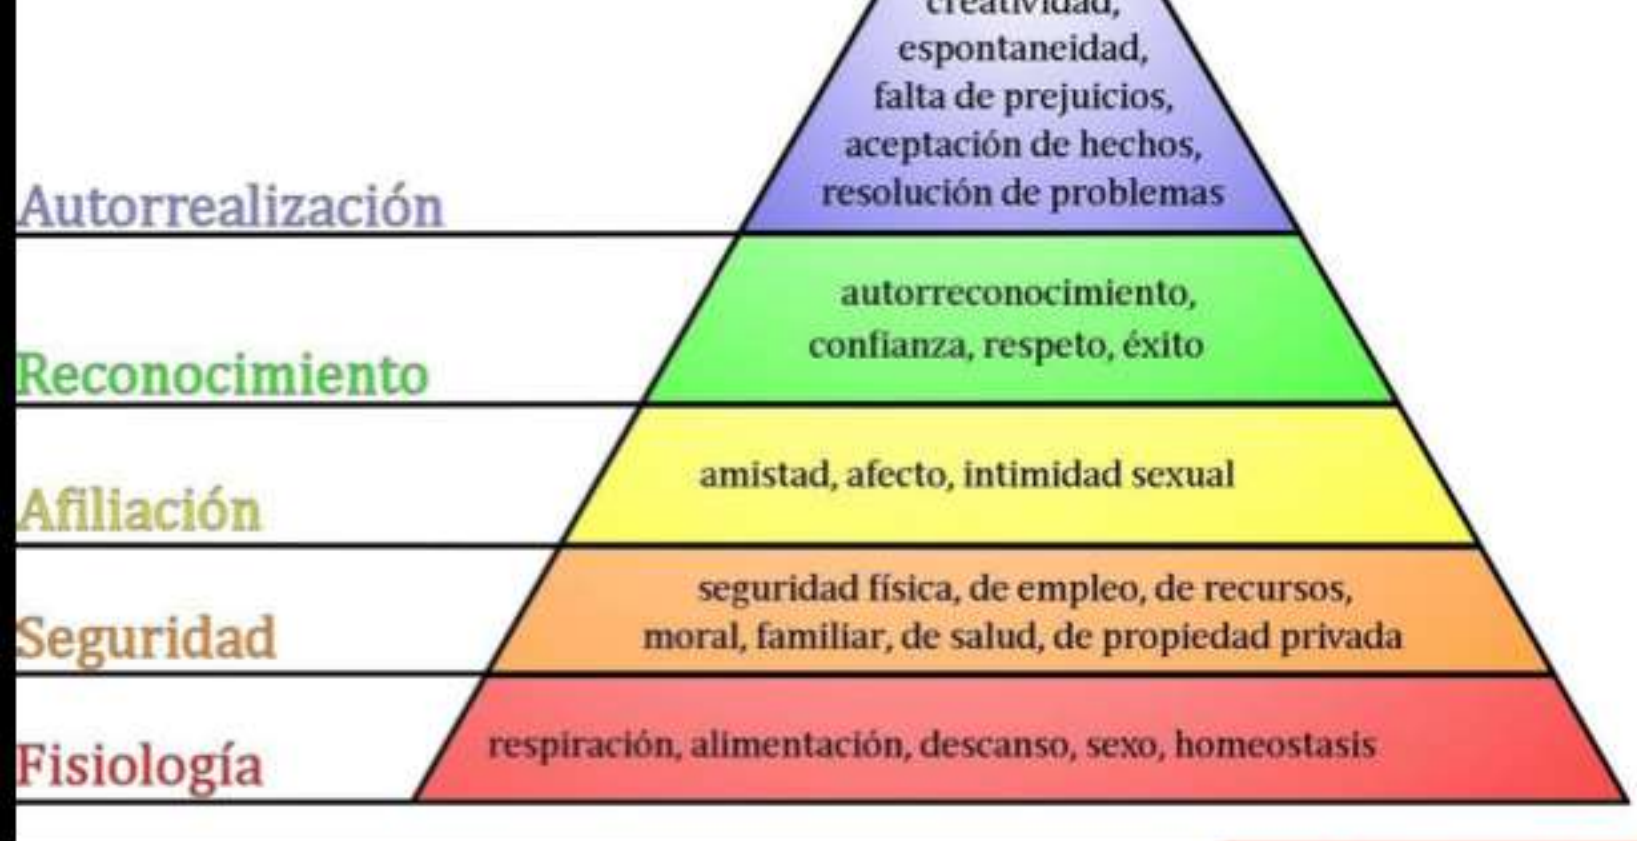 creatividad,
espontaneidad,
falta de prejuicios,
aceptación de hechos,
resolución de problemas
Autorrealización
autorreconocimiento,
confianza, respeto, éxito
Reconocimiento
amistad, afecto, intimidad sexual
Afiliación
seguridad física, de empleo, de recursos,
moral, familiar, de salud, de propiedad privada
Seguridad
respiración, alimentación, descanso, sexo, homeostasis
Fisiología